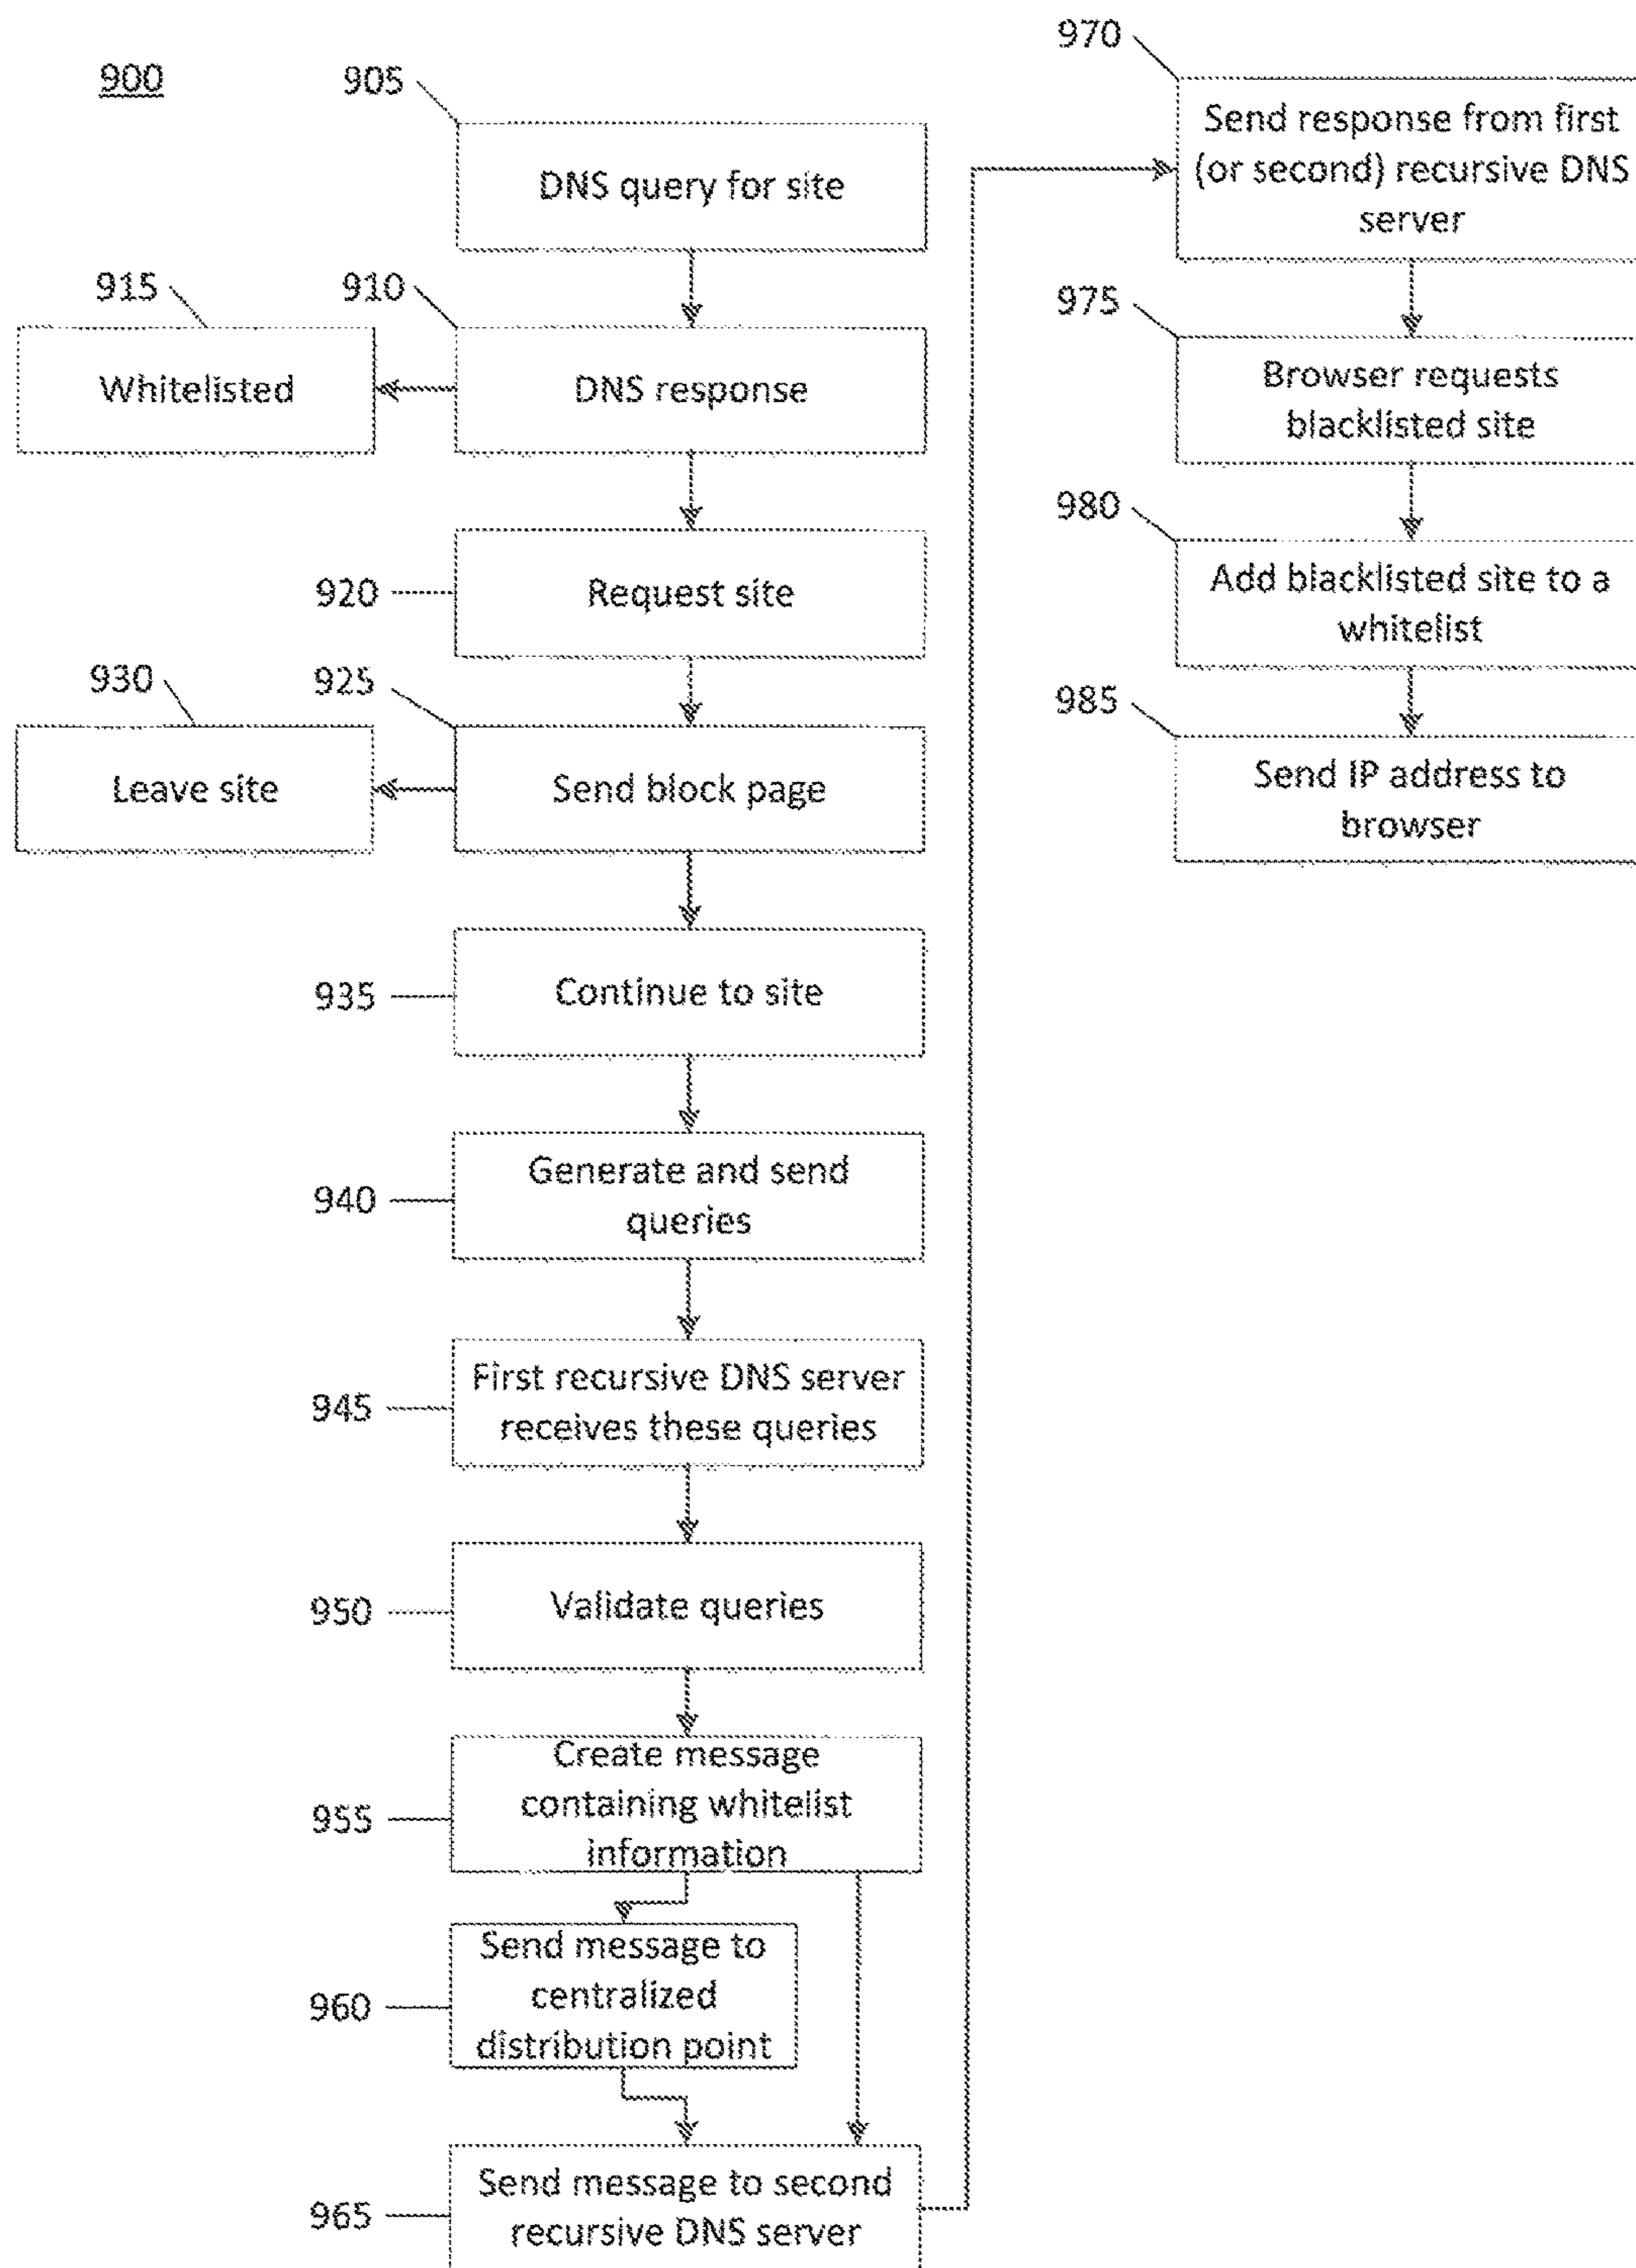 900
905
DNS query for site
915
910
Whitelisted
DNS response
920
Request site
930
925
Leave site
Send block page
935
Continue to site
940
Generate and send
queries
945
First recursive DNS server
receives these queries
950
Validate queries
955
Create message
containing whitelist
information
960
Send message to
centralized
distribution point
965
Send message to second
recursive DNS server
970
Send response from first
(or second) recursive DNS
server
975
Browser requests
blacklisted site
980
Add blacklisted site to a
whitelist
985
Send IP address to
browser